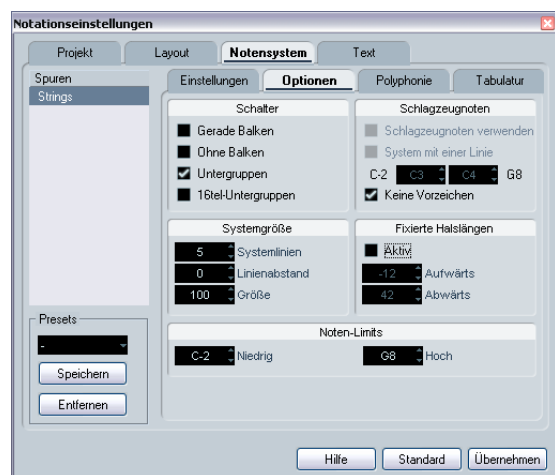 Notationseinstellungen
Projekt Layout Notensystem Text
Spuren
Strings
Einstellungen Optionen Polyphonie Tabulatur
Schalter
Gerade Balken
Ohne Balken
Untergruppen
16tel-Untergruppen
Schlagzeugnoten
Schlagzeugnoten verwenden
System mit einer Linie
C-2 C3 C4 G8
Keine Vorzeichen
Systemgröße
5 Systemlinien
0 Linienabstand
100 Größe
Fixierte Halslängen
Aktiv
-12 Aufwärts
42 Abwärts
Noten-Limits
C-2 Niedrig G8 Hoch
Presets
-
Speichern
Entfernen
Hilfe Standard Übernehmen